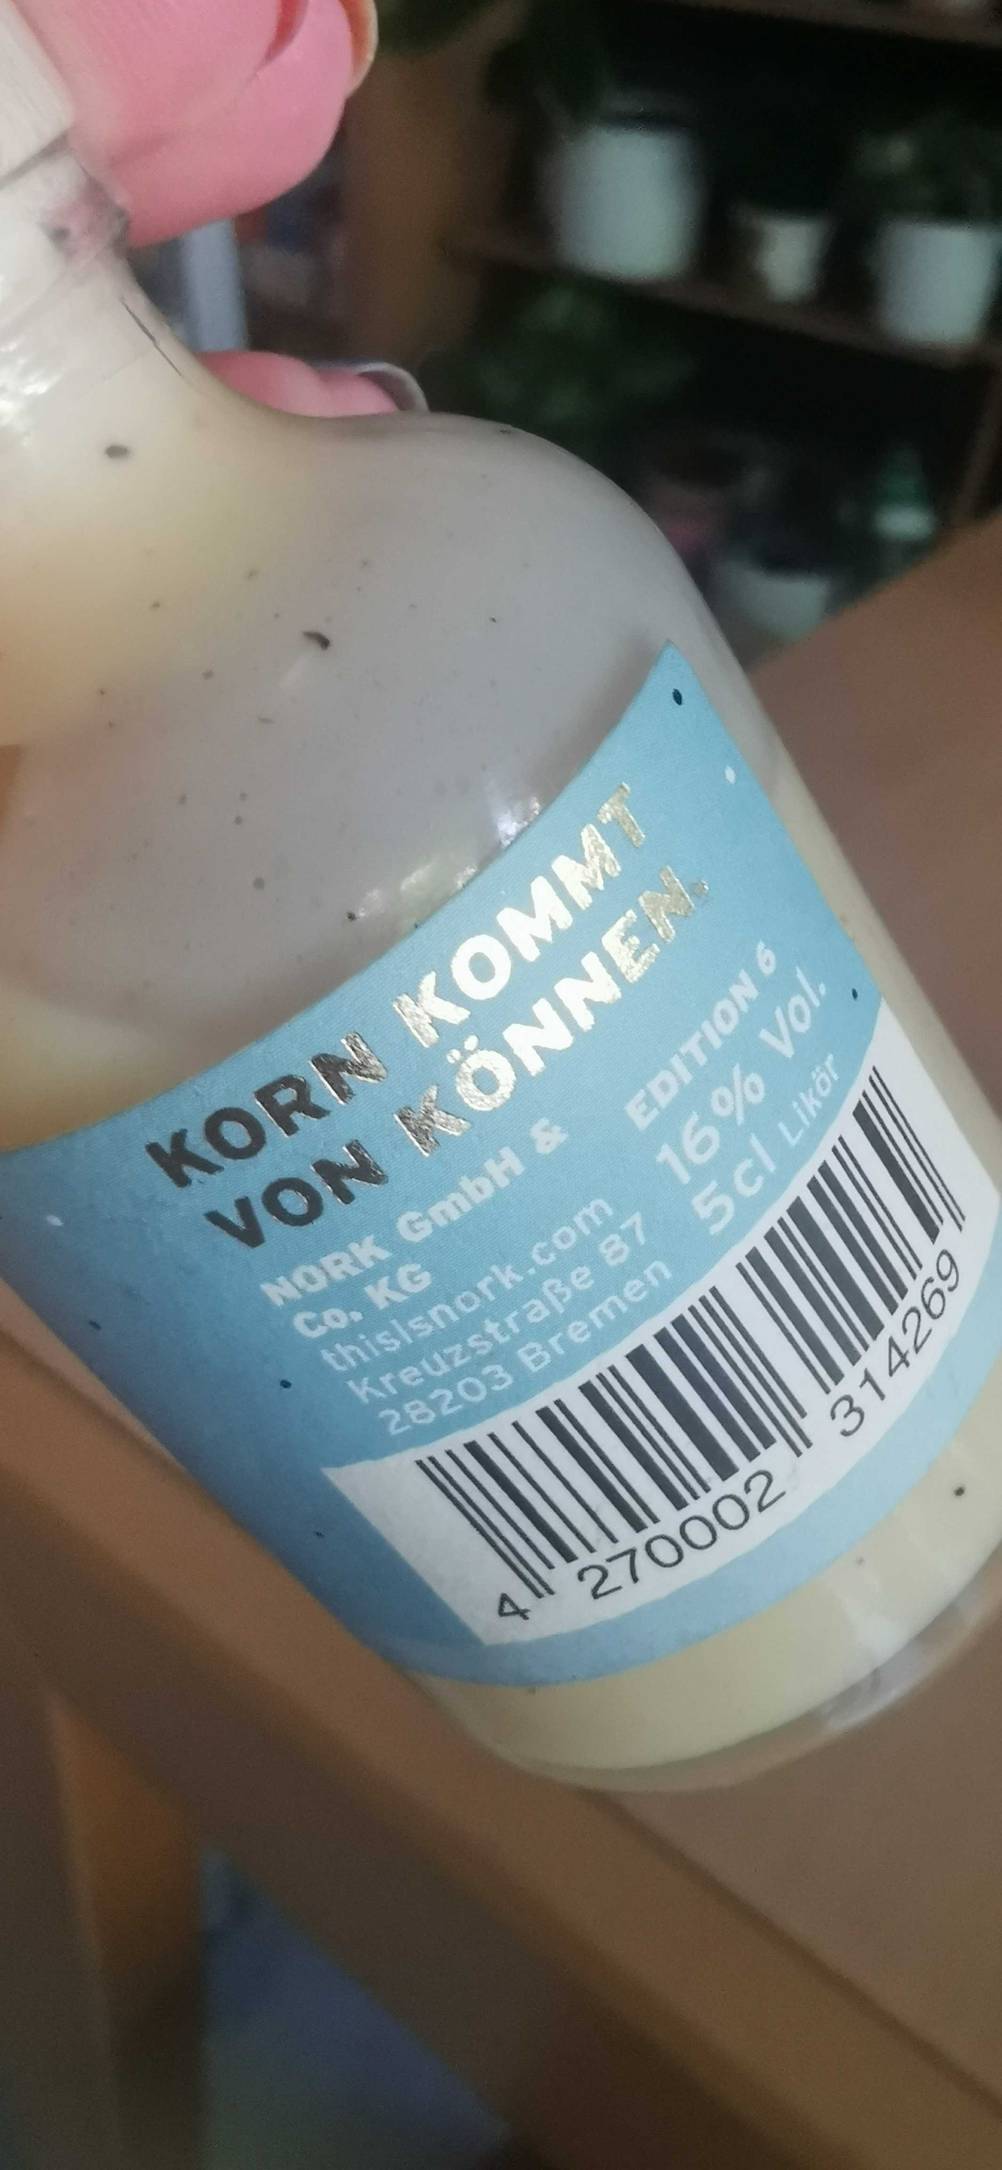 KORN KOMMT
VON KÖNNEN.
NORK GmbH &
Co. KG
thisisnork.com
Kreuzstraße 87
28203 Bremen
EDITION 6
16% Vol.
5cl Likör
4 270002 314269